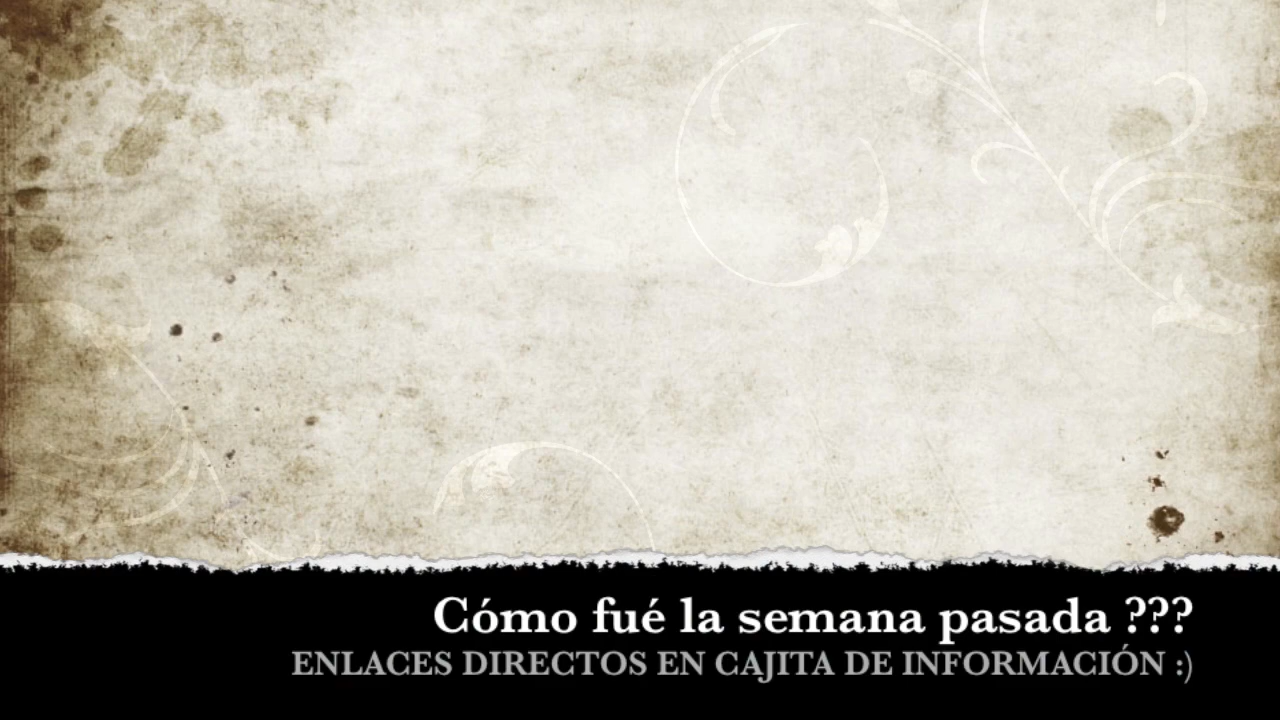 Cómo fué la semana pasada ???
ENLACES DIRECTOS EN CAJITA DE INFORMACIÓN :)